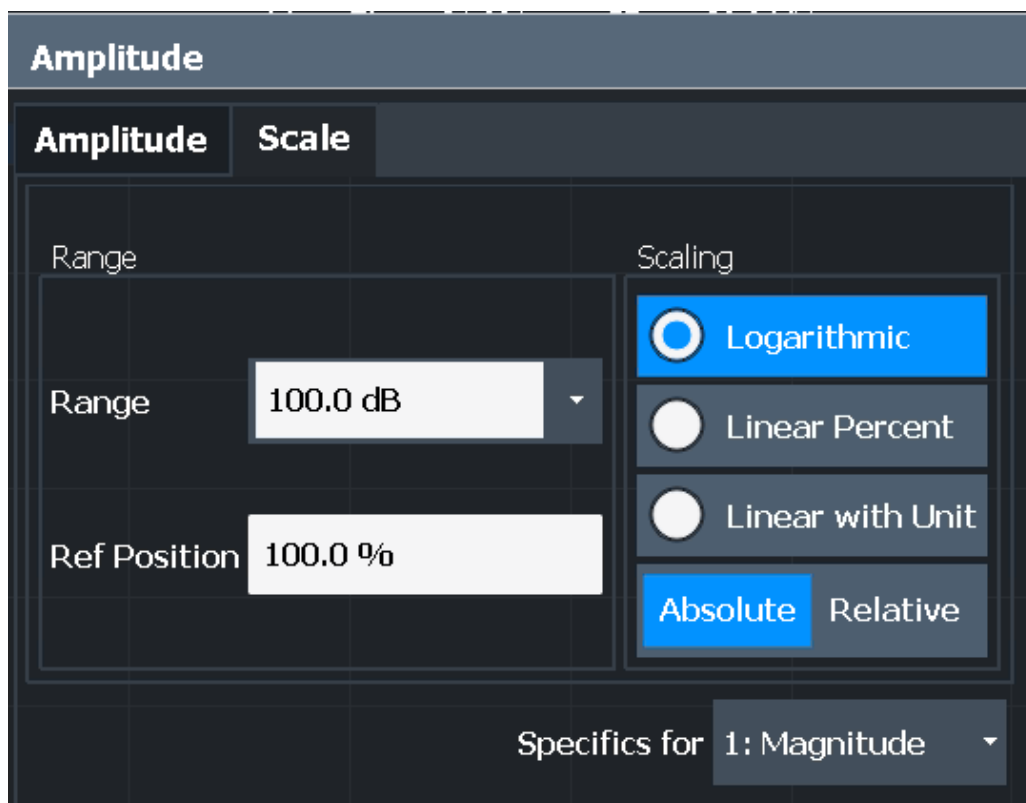 Amplitude
Amplitude Scale
Range
Scaling
Logarithmic
Range 100.0 dB
Linear Percent
Linear with Unit
Ref Position 100.0 %
Absolute Relative
Specifics for 1: Magnitude